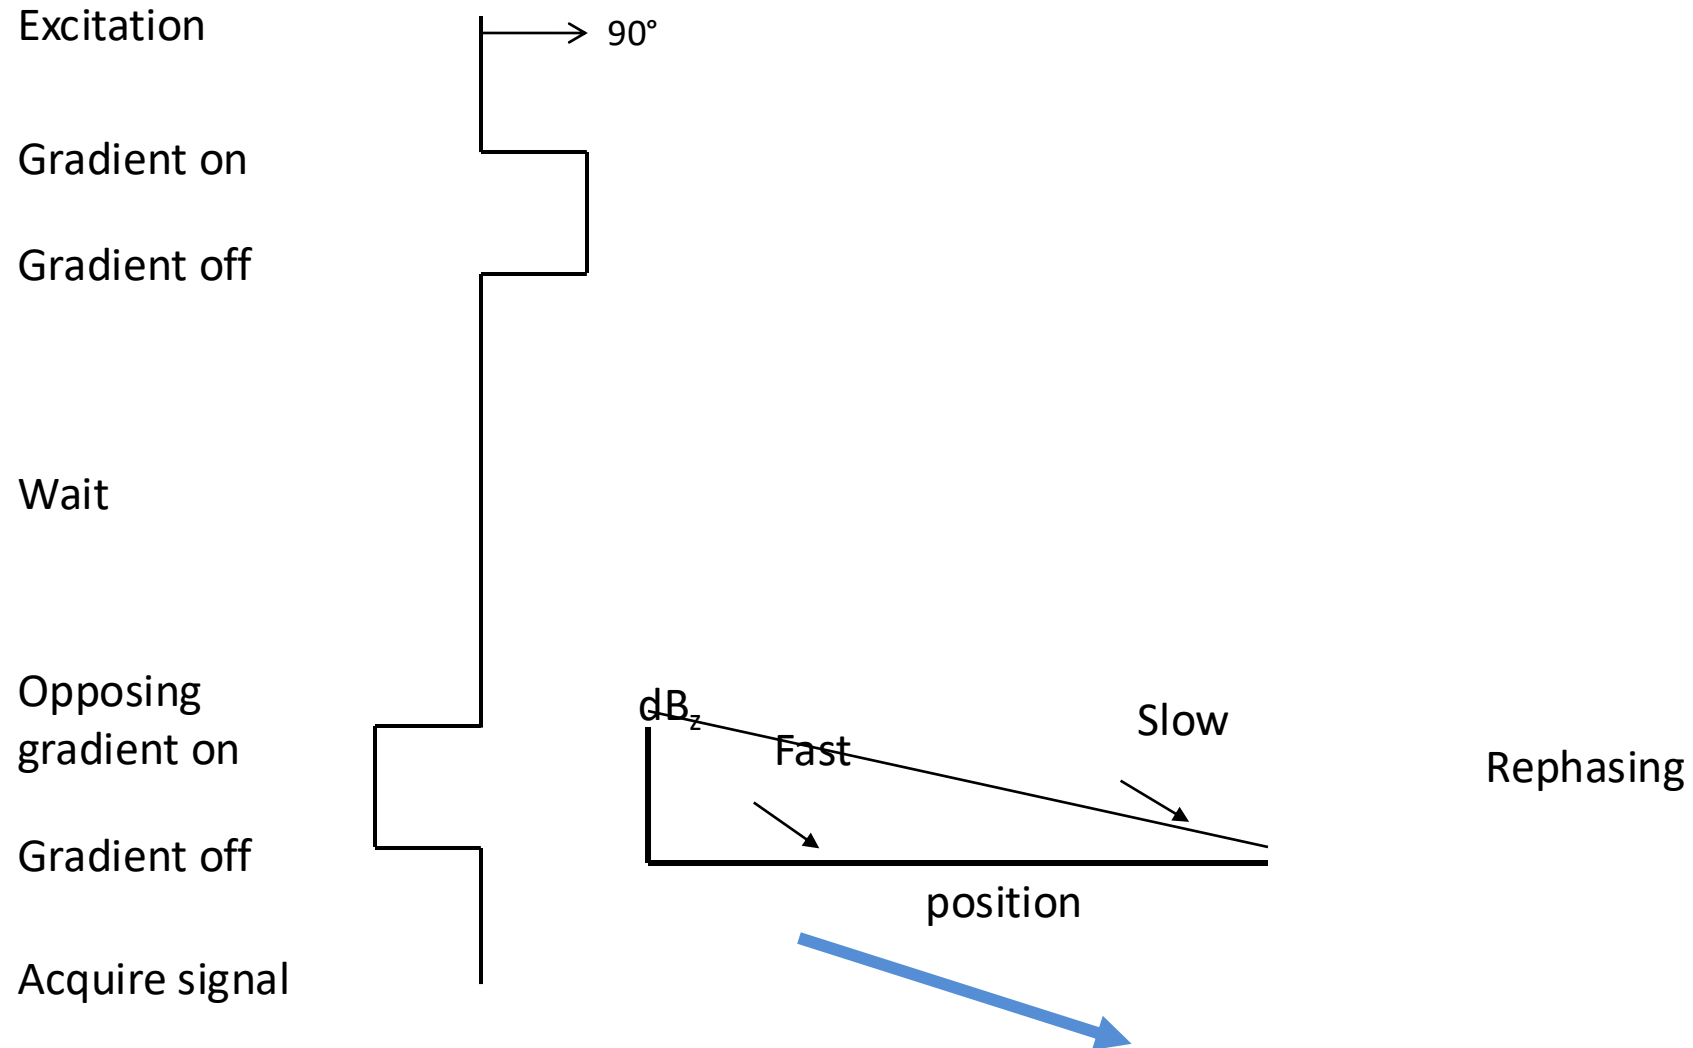 Excitation
90°
Gradient on
Gradient off
Wait
Opposing
gradient on
dBz
Fast
Slow
Rephasing
Gradient off
position
Acquire signal